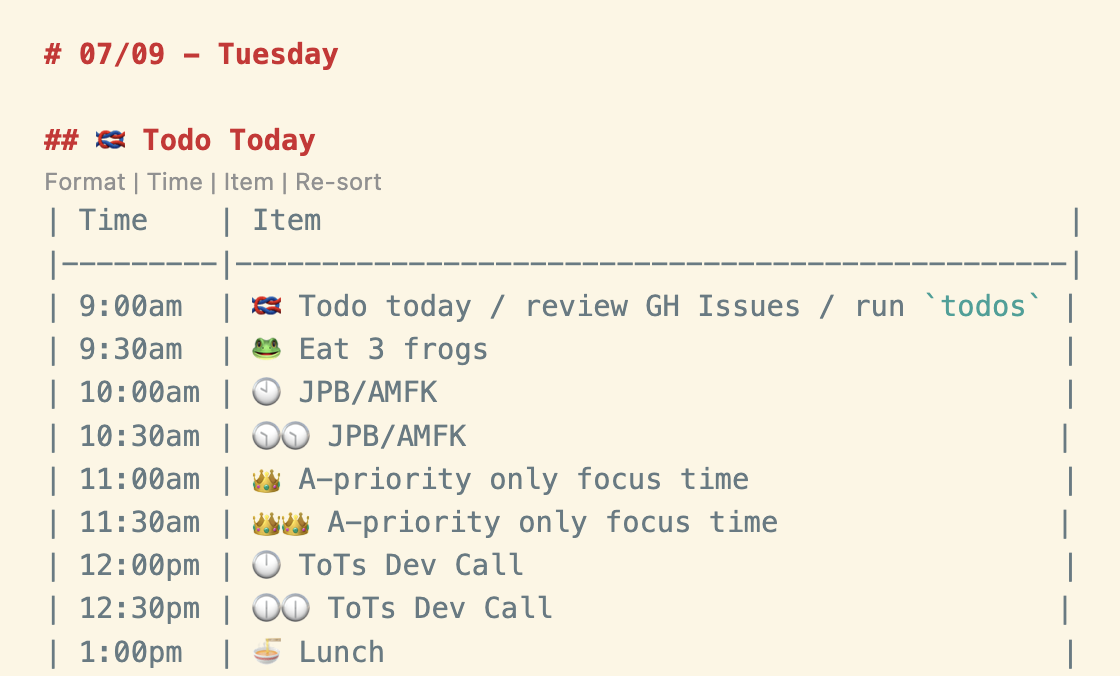 # 07/09 - Tuesday
## 🪢 Todo Today
Format | Time | Item | Re-sort
| Time    | Item                                           |
|---------|------------------------------------------------|
| 9:00am  | 🪢 Todo today / review GH Issues / run `todos` |
| 9:30am  | 🐸 Eat 3 frogs                                 |
| 10:00am | 🕙 JPB/AMFK                                    |
| 10:30am | 🕥🕥 JPB/AMFK                                  |
| 11:00am | 👑 A-priority only focus time                  |
| 11:30am | 👑👑 A-priority only focus time                |
| 12:00pm | 🕛 ToTs Dev Call                               |
| 12:30pm | 🕧🕧 ToTs Dev Call                             |
| 1:00pm  | 🍜 Lunch                                       |